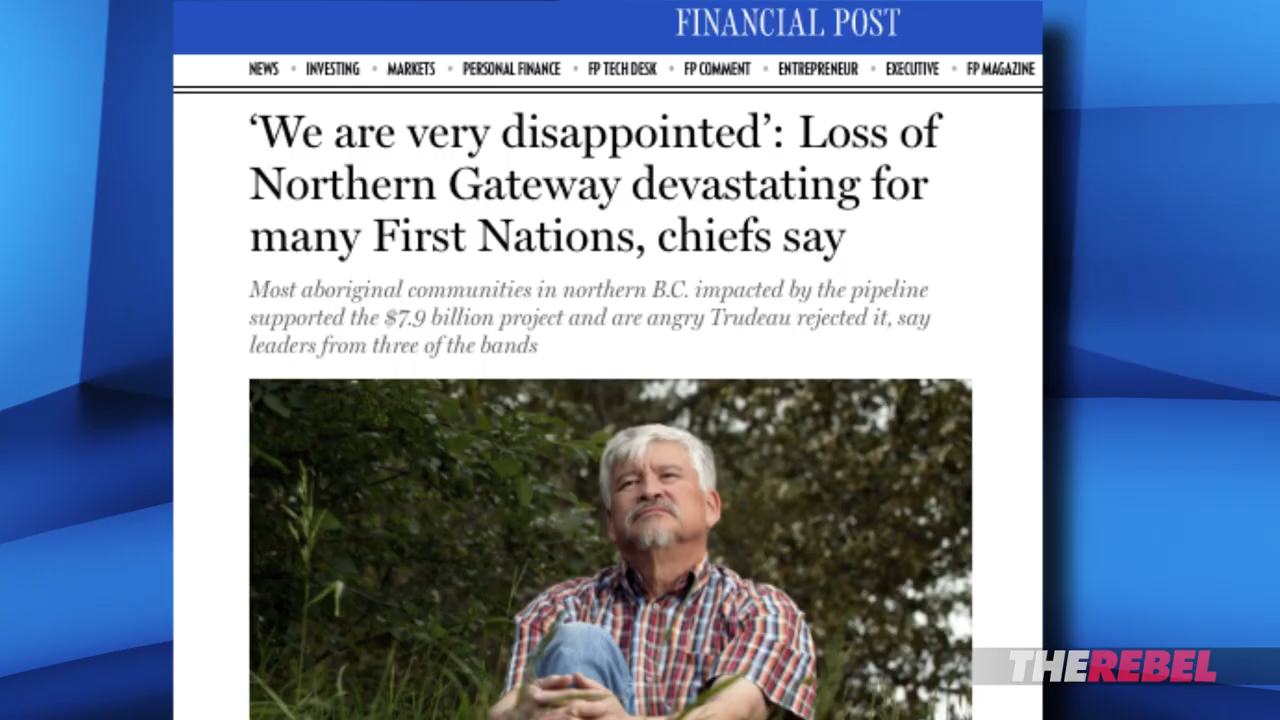 FINANCIAL POST
NEWS • INVESTING • MARKETS • PERSONAL FINANCE • FP TECH DESK • FP COMMENT • ENTREPRENEUR • EXECUTIVE • FP MAGAZINE
‘We are very disappointed’: Loss of
Northern Gateway devastating for
many First Nations, chiefs say
Most aboriginal communities in northern B.C. impacted by the pipeline
supported the $7.9 billion project and are angry Trudeau rejected it, say
leaders from three of the bands
THEREBEL